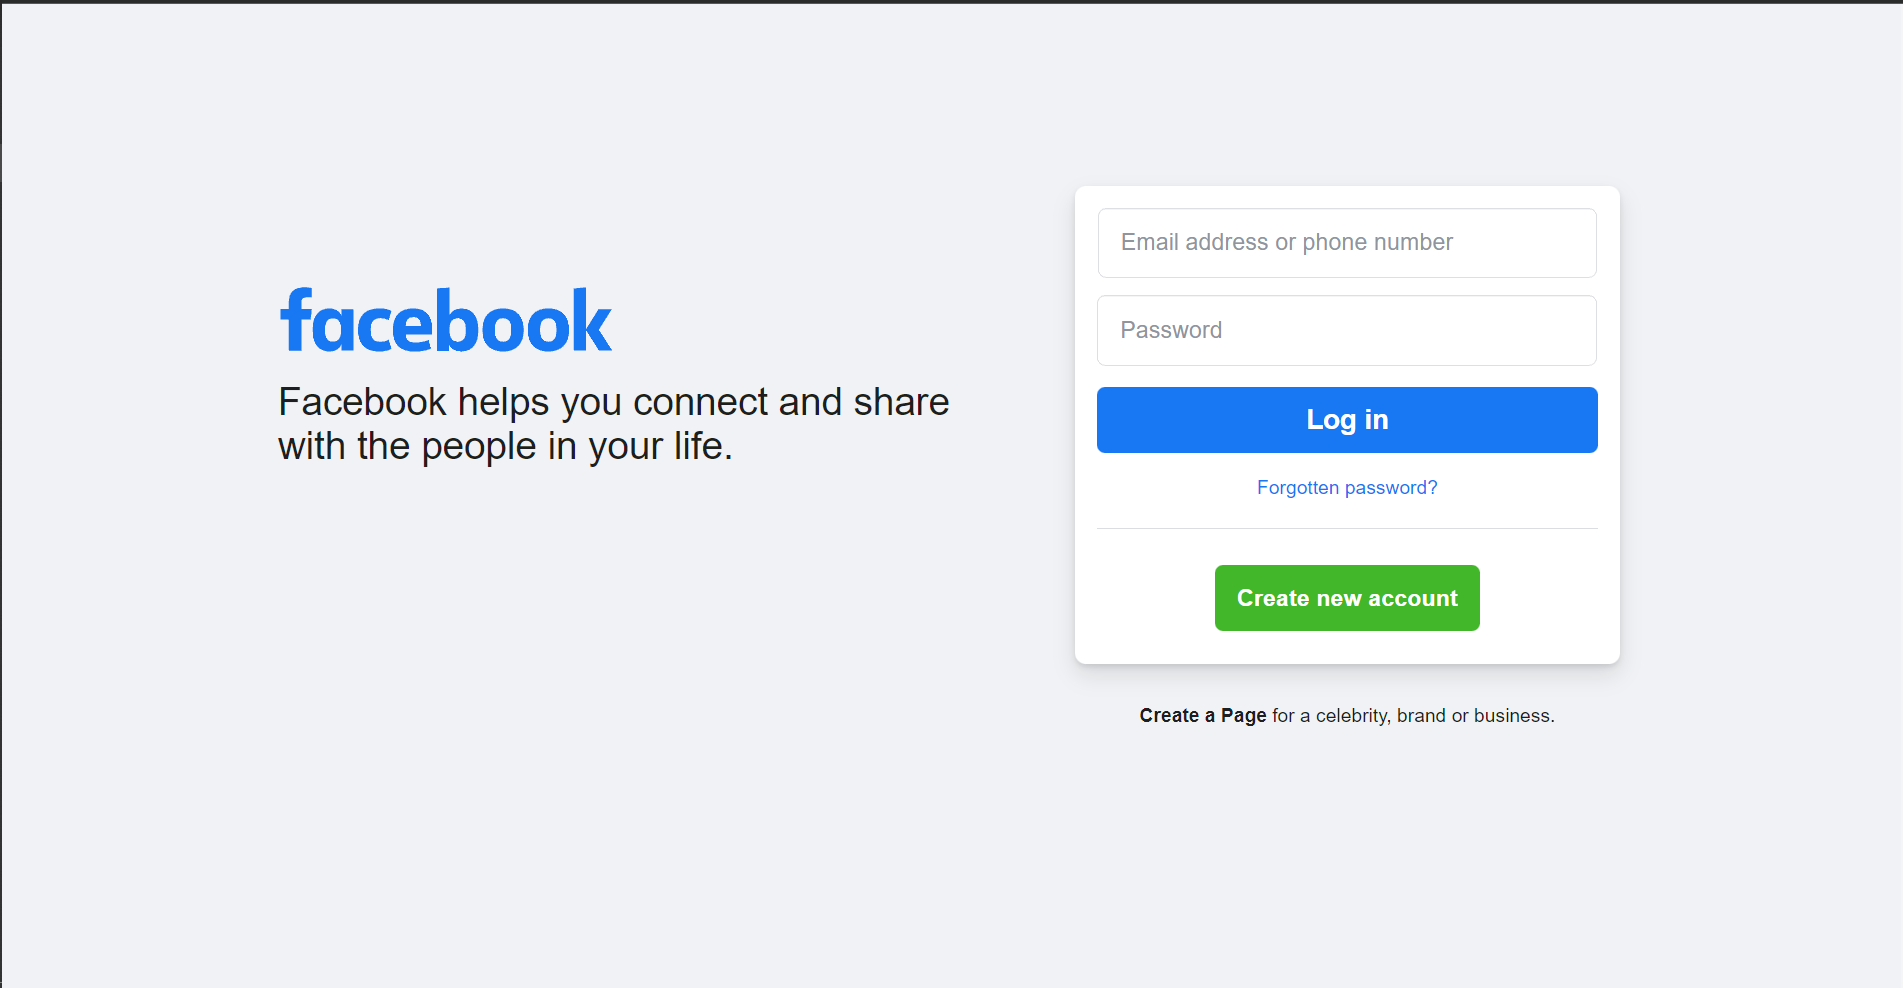 facebook
Facebook helps you connect and share
with the people in your life.
Email address or phone number
Password
Log in
Forgotten password?
Create new account
Create a Page for a celebrity, brand or business.